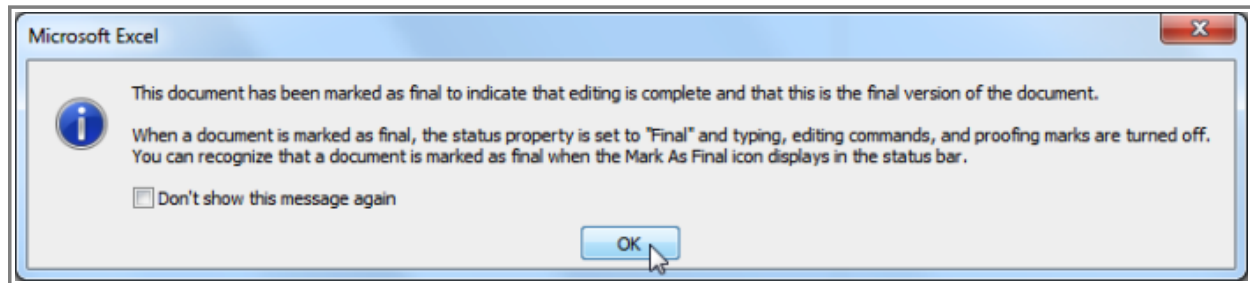 Microsoft Excel
This document has been marked as final to indicate that editing is complete and that this is the final version of the document.
When a document is marked as final, the status property is set to "Final" and typing, editing commands, and proofing marks are turned off.
You can recognize that a document is marked as final when the Mark As Final icon displays in the status bar.
Don't show this message again
OK